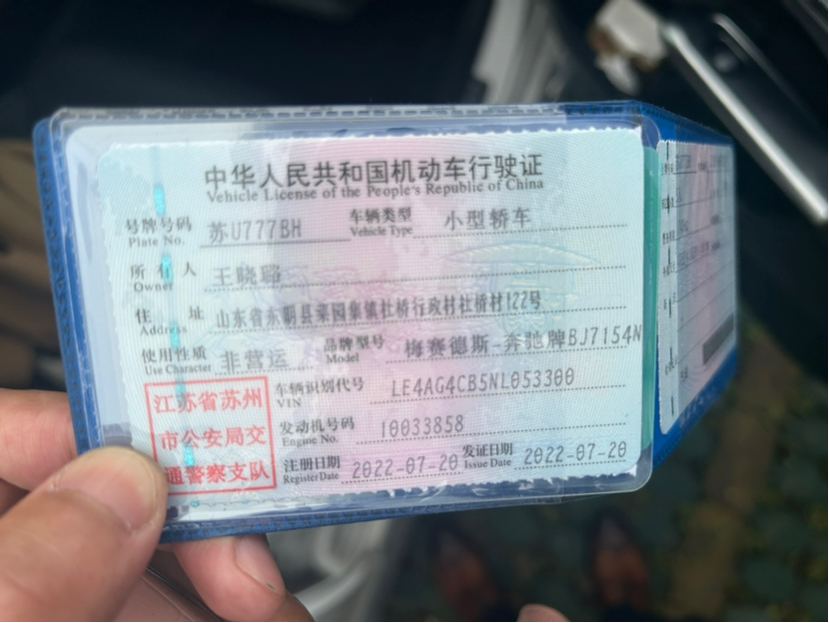 中华人民共和国机动车行驶证
Vehicle License of the People's Republic of China
号牌号码 苏U777BH 车辆类型 小型轿车
Plate No. Vehicle Type
所有人 王晓璐
Owner
住址 山东省东明县菜园集镇杜桥行政村杜桥村122号
Address
使用性质 非营运 品牌型号 梅赛德斯-奔驰牌BJ7154N
Use Character Model
江苏省苏州
市公安局交
通警察支队
车辆识别代号 LE4AG4CB5NL053300
VIN
发动机号码 10033858
Engine No.
注册日期 2022-07-20 发证日期 2022-07-20
Register Date Issue Date